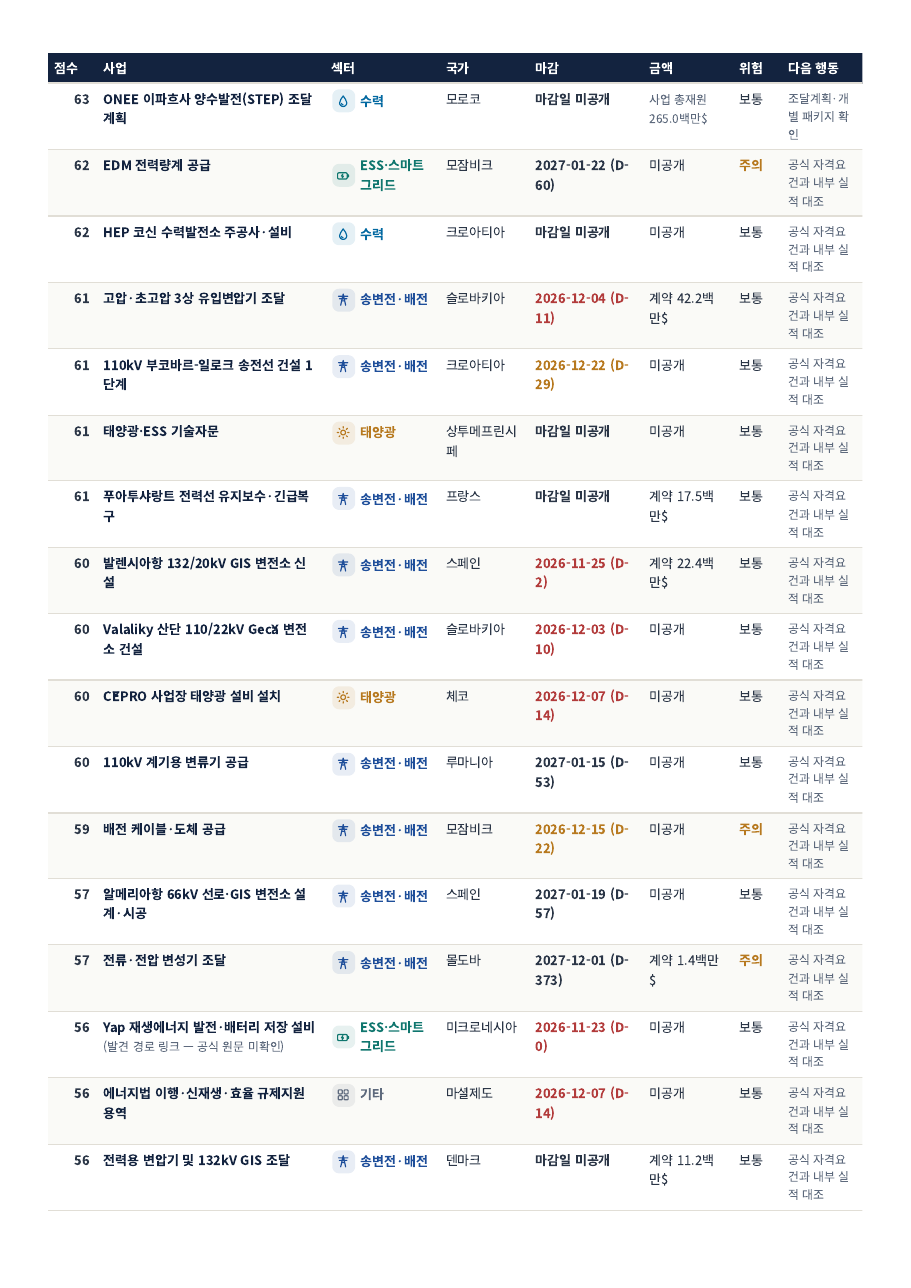 점수 사업 섹터 국가 마감 금액 위험 다음 행동
63 ONEE 이파흐사 양수발전(STEP) 조달 수력 모로코 마감일 미공개 사업 총재원 보통 조달계획·개
계획 265.0백만$ 별 패키지 확
인
62 EDM 전력량계 공급 ESS·스마트 모잠비크 2027-01-22 (D- 미공개 주의 공식 자격요
그리드 60) 건과 내부 실
적 대조
62 HEP 코신 수력발전소 주공사·설비 수력 크로아티아 마감일 미공개 미공개 보통 공식 자격요
건과 내부 실
적 대조
61 고압·초고압 3상 유입변압기 조달 송변전·배전 슬로바키아 2026-12-04 (D- 계약 42.2백 보통 공식 자격요
11) 만$ 건과 내부 실
적 대조
61 110kV 부코바르-일로크 송전선 건설 1 송변전·배전 크로아티아 2026-12-22 (D- 미공개 보통 공식 자격요
단계 29) 건과 내부 실
적 대조
61 태양광·ESS 기술자문 태양광 상투메프린시 마감일 미공개 미공개 보통 공식 자격요
페 건과 내부 실
적 대조
61 푸아투샤랑트 전력선 유지보수·긴급복 송변전·배전 프랑스 마감일 미공개 계약 17.5백 보통 공식 자격요
구 만$ 건과 내부 실
적 대조
60 발렌시아항 132/20kV GIS 변전소 신 송변전·배전 스페인 2026-11-25 (D- 계약 22.4백 보통 공식 자격요
설 2) 만$ 건과 내부 실
적 대조
60 Valaliky 산단 110/22kV 변전 송변전·배전 슬로바키아 2026-12-03 (D- 미공개 보통 공식 자격요
소 건설 10) 건과 내부 실
적 대조
60 사업장 태양광 설비 설치 태양광 체코 2026-12-07 (D- 미공개 보통 공식 자격요
14) 건과 내부 실
적 대조
60 110kV 계기용 변류기 공급 송변전·배전 루마니아 2027-01-15 (D- 미공개 보통 공식 자격요
53) 건과 내부 실
적 대조
59 배전 케이블·도체 공급 송변전·배전 모잠비크 2026-12-15 (D- 미공개 주의 공식 자격요
22) 건과 내부 실
적 대조
57 알메리아항 66kV 선로·GIS 변전소 설 송변전·배전 스페인 2027-01-19 (D- 미공개 보통 공식 자격요
계·시공 57) 건과 내부 실
적 대조
57 전류·전압 변성기 조달 송변전·배전 몰도바 2027-12-01 (D- 계약 1.4백만 주의 공식 자격요
373) $ 건과 내부 실
적 대조
56 Yap 재생에너지 발전·배터리 저장 설비 ESS·스마트 미크로네시아 2026-11-23 (D- 미공개 보통 공식 자격요
(발견 경로 링크 — 공식 원문 미확인) 그리드 0) 건과 내부 실
적 대조
56 에너지법 이행·신재생·효율 규제지원 기타 마셜제도 2026-12-07 (D- 미공개 보통 공식 자격요
용역 14) 건과 내부 실
적 대조
56 전력용 변압기 및 132kV GIS 조달 송변전·배전 덴마크 마감일 미공개 계약 11.2백 보통 공식 자격요
만$ 건과 내부 실
적 대조